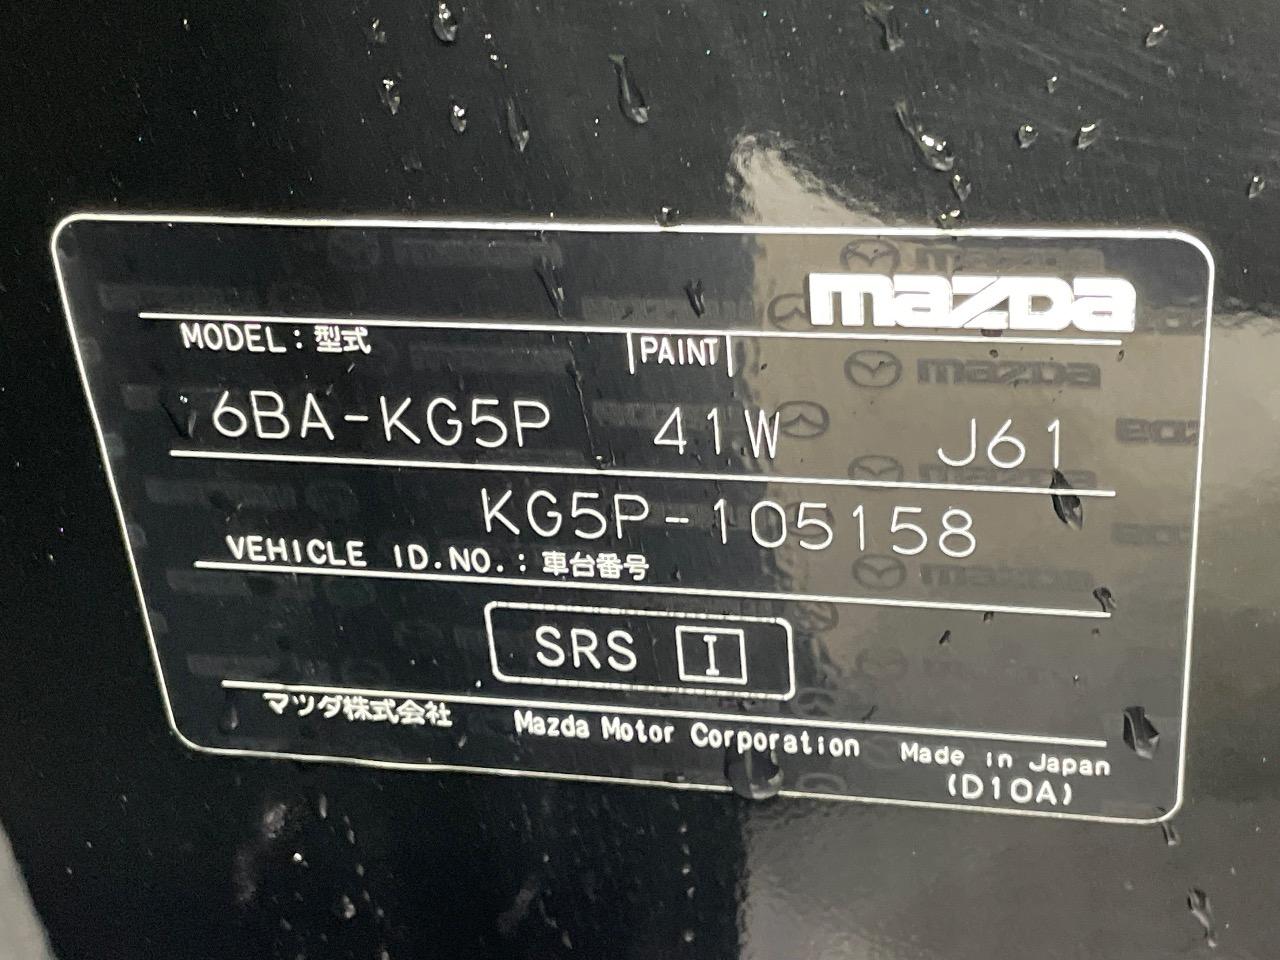 mazda
MODEL : 型式 PAINT
6BA-KG5P 41W J61
KG5P-105158
VEHICLE ID.NO. : 車台番号
SRS I
マツダ株式会社 Mazda Motor Corporation Made in Japan
(D10A)